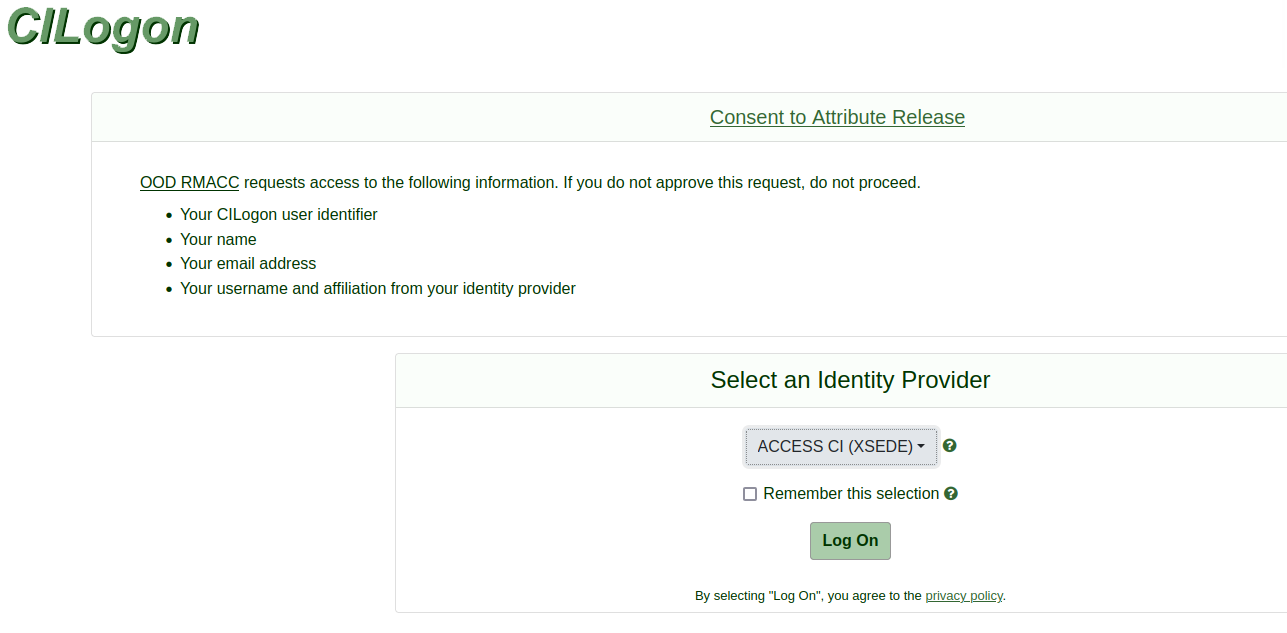 CILogon
Consent to Attribute Release
OOD RMACC requests access to the following information. If you do not approve this request, do not proceed.
• Your CILogon user identifier
• Your name
• Your email address
• Your username and affiliation from your identity provider
Select an Identity Provider
ACCESS CI (XSEDE)
Remember this selection
Log On
By selecting "Log On", you agree to the privacy policy.